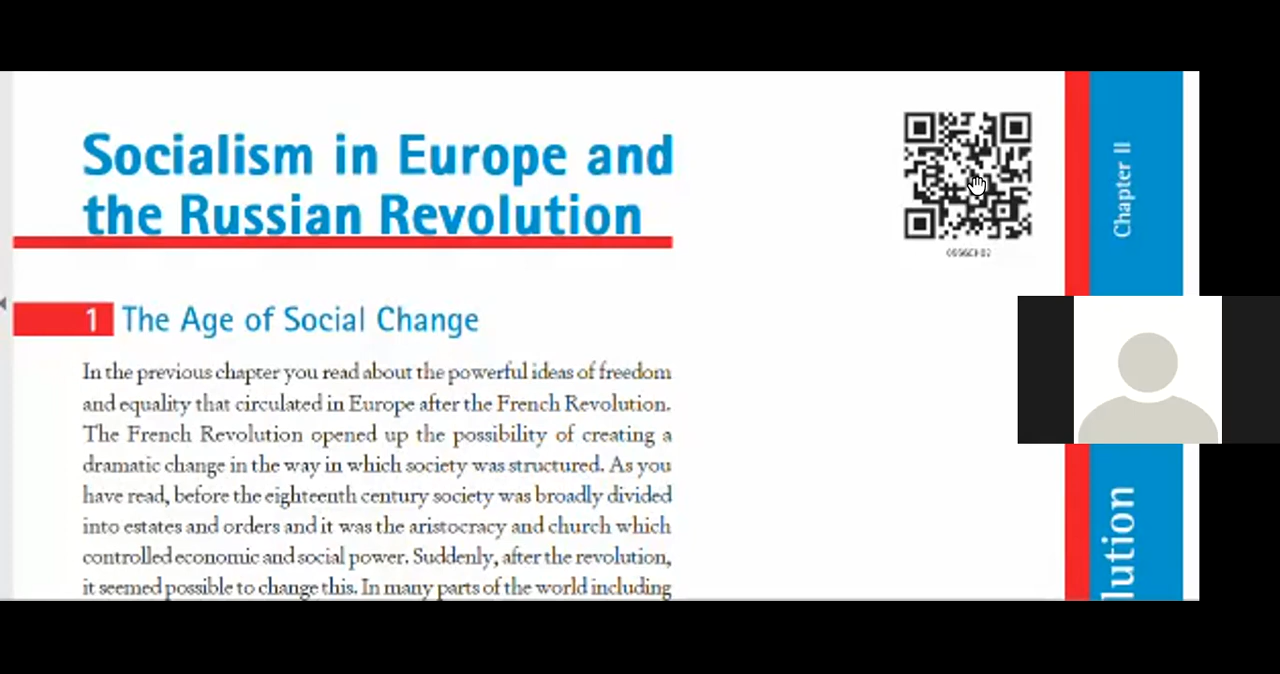 Socialism in Europe and
the Russian Revolution
1 The Age of Social Change
In the previous chapter you read about the powerful ideas of freedom
and equality that circulated in Europe after the French Revolution.
The French Revolution opened up the possibility of creating a
dramatic change in the way in which society was structured. As you
have read, before the eighteenth century society was broadly divided
into estates and orders and it was the aristocracy and church which
controlled economic and social power. Suddenly, after the revolution,
it seemed possible to change this. In many parts of the world including
Chapter II
lution